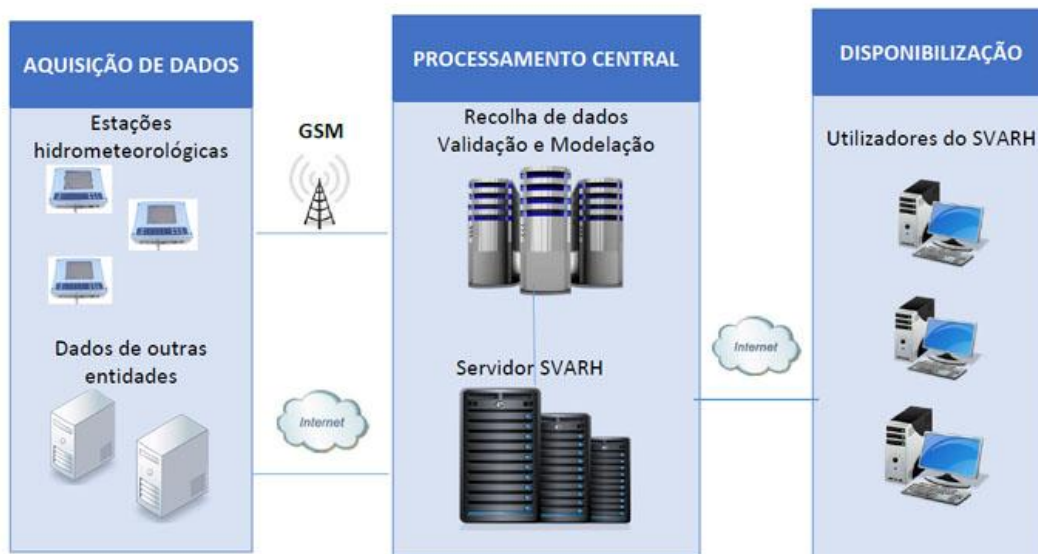 AQUISIÇÃO DE DADOS
Estações
hidrometeorológicas
Dados de outras
entidades
GSM
Internet
PROCESSAMENTO CENTRAL
Recolha de dados
Validação e Modelação
Servidor SVARH
Internet
DISPONIBILIZAÇÃO
Utilizadores do SVARH